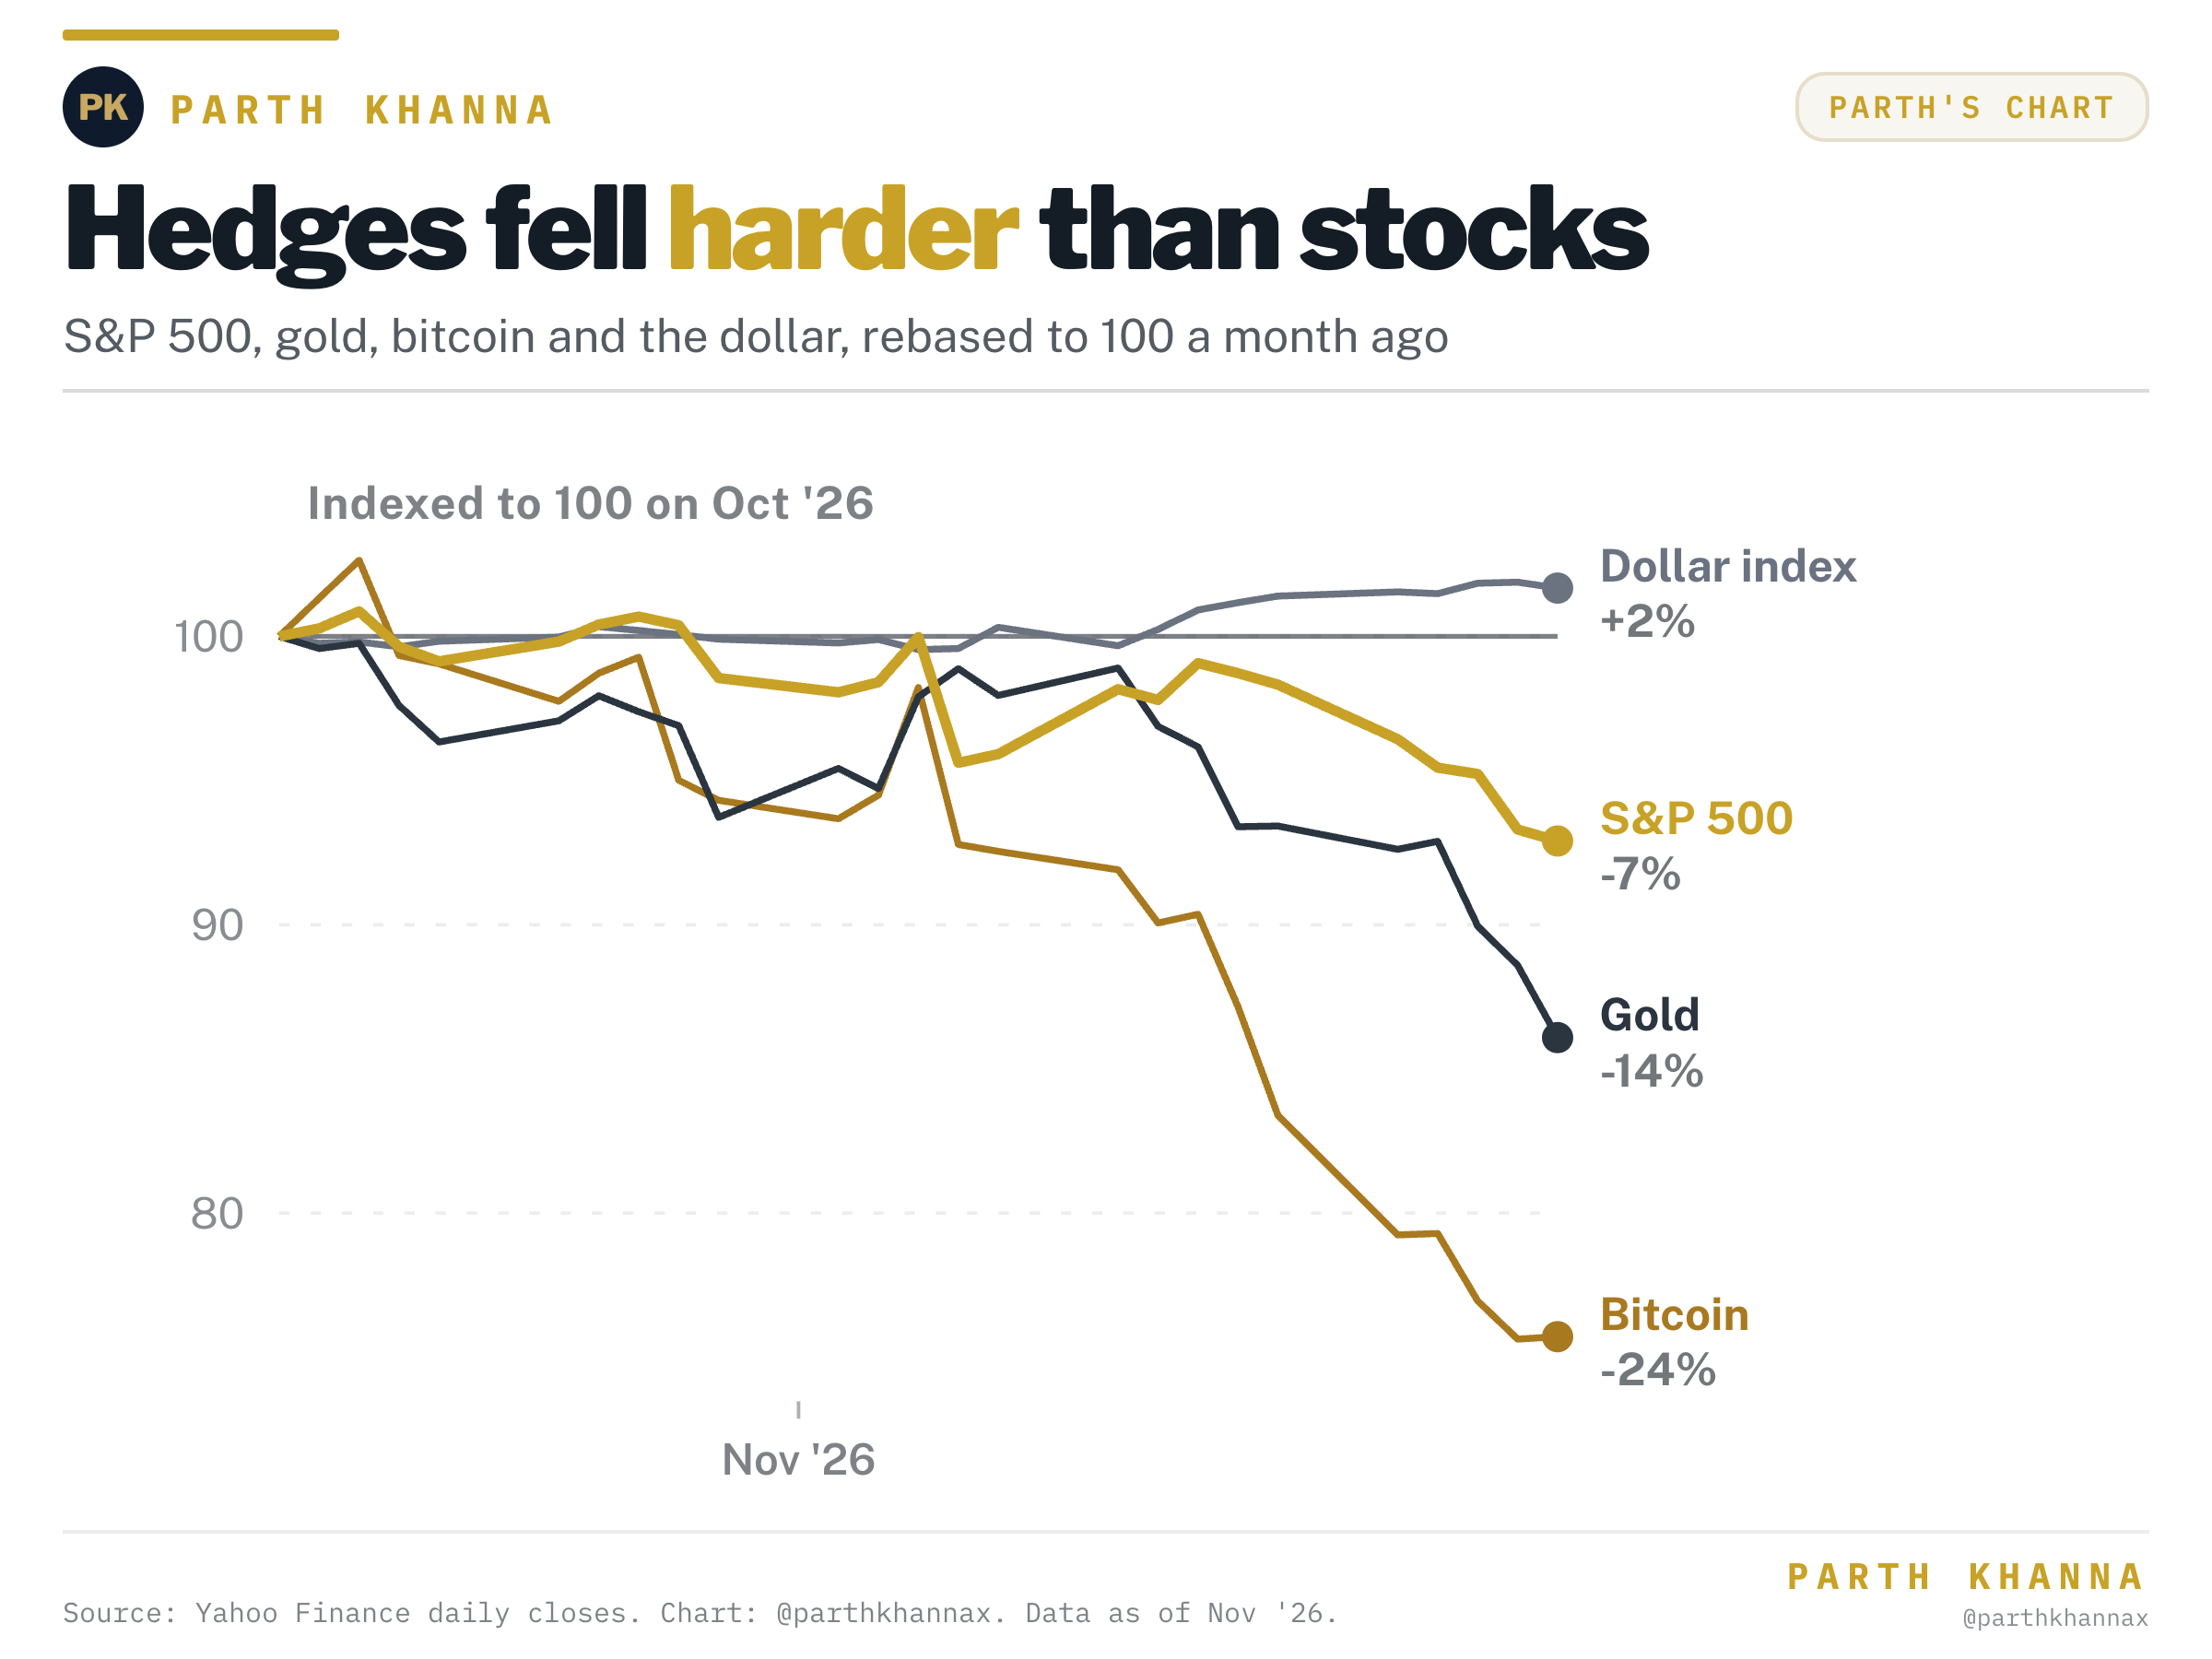 PK
PARTH KHANNA
PARTH'S CHART
Hedges fell harder than stocks
S&P 500, gold, bitcoin and the dollar, rebased to 100 a month ago
Indexed to 100 on Oct '26
100
90
80
Dollar index
+2%
S&P 500
-7%
Gold
-14%
Bitcoin
-24%
Nov '26
Source: Yahoo Finance daily closes. Chart: @parthkhannax. Data as of Nov '26.
PARTH KHANNA
@parthkhannax